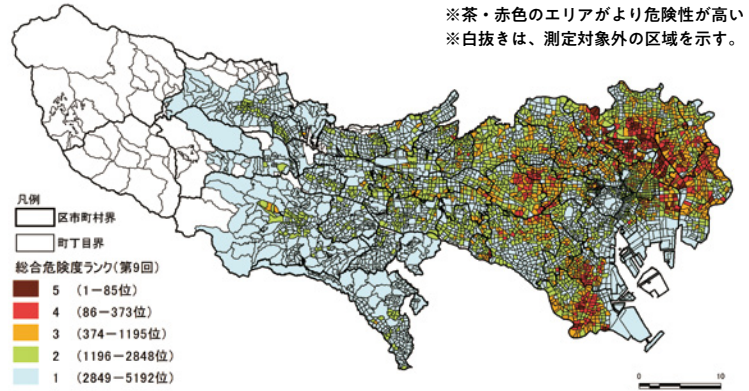 ※茶・赤色のエリアがより危険性が高い
※白抜きは、測定対象外の区域を示す。
凡例
区市町村界
町丁目界
総合危険度ランク(第9回)
5 (1－85位)
4 (86－373位)
3 (374－1195位)
2 (1196－2848位)
1 (2849－5192位)
0 10